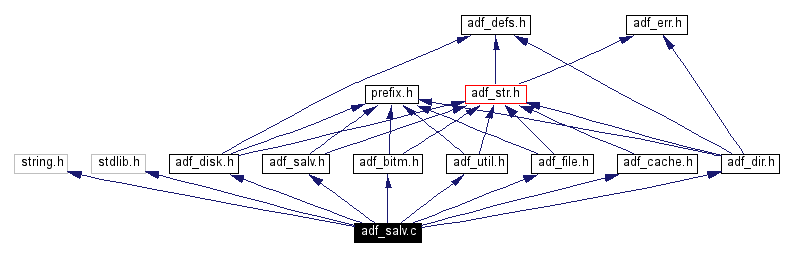 adf_defs.h adf_err.h
prefix.h adf_str.h
string.h stdlib.h adf_disk.h adf_salv.h adf_bitm.h adf_util.h adf_file.h adf_cache.h adf_dir.h
adf_salv.c